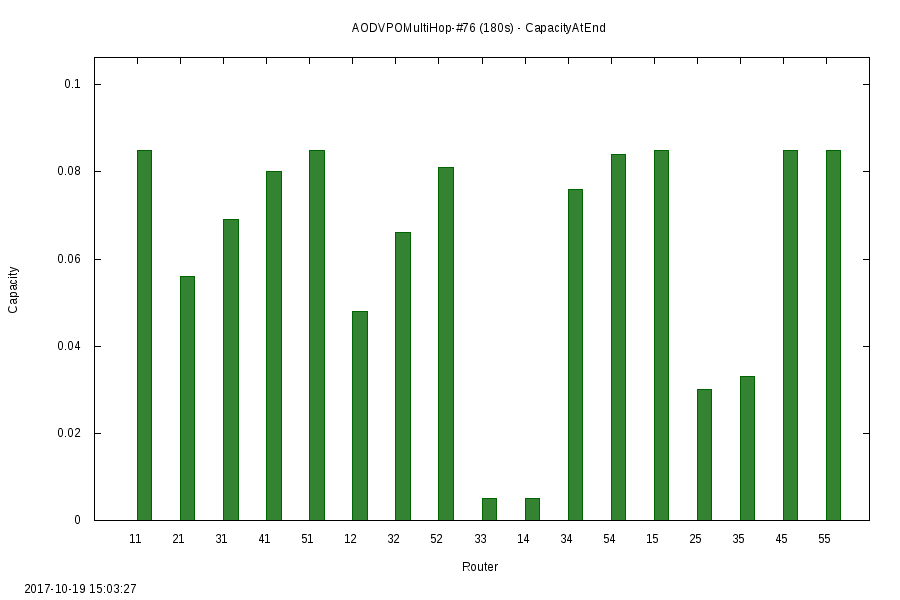 AODVPOMultiHop-#76 (180s) - CapacityAtEnd
0.1
0.08
0.06
0.04
0.02
0
Capacity
11 21 31 41 51 12 32 52 33 14 34 54 15 25 35 45 55
Router
2017-10-19 15:03:27